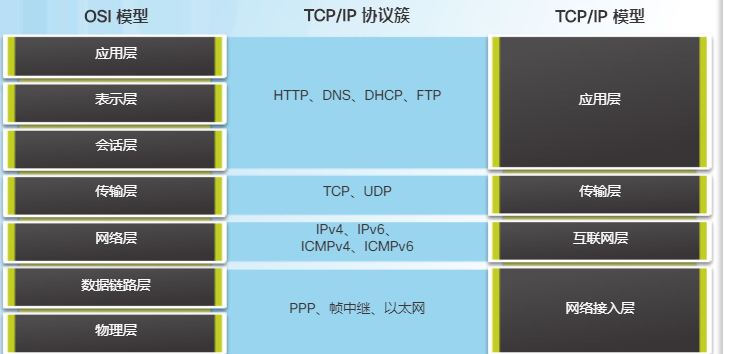 OSI 模型 TCP/IP 协议簇 TCP/IP 模型
应用层
表示层
会话层
HTTP、DNS、DHCP、FTP
应用层
传输层
TCP、UDP
传输层
网络层
IPv4、IPv6、
ICMPv4、ICMPv6
互联网层
数据链路层
物理层
PPP、帧中继、以太网
网络接入层